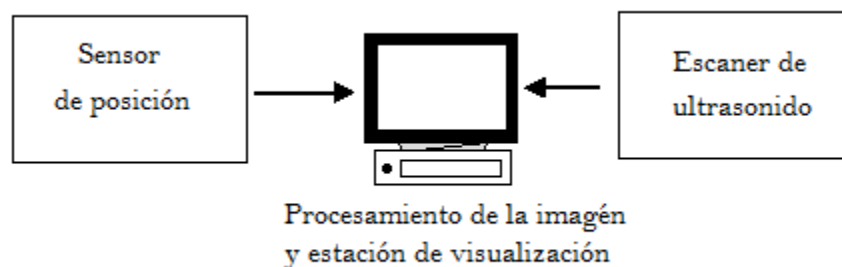 Sensor
de posición
Escaner de
ultrasonido
Procesamiento de la imagén
y estación de visualización